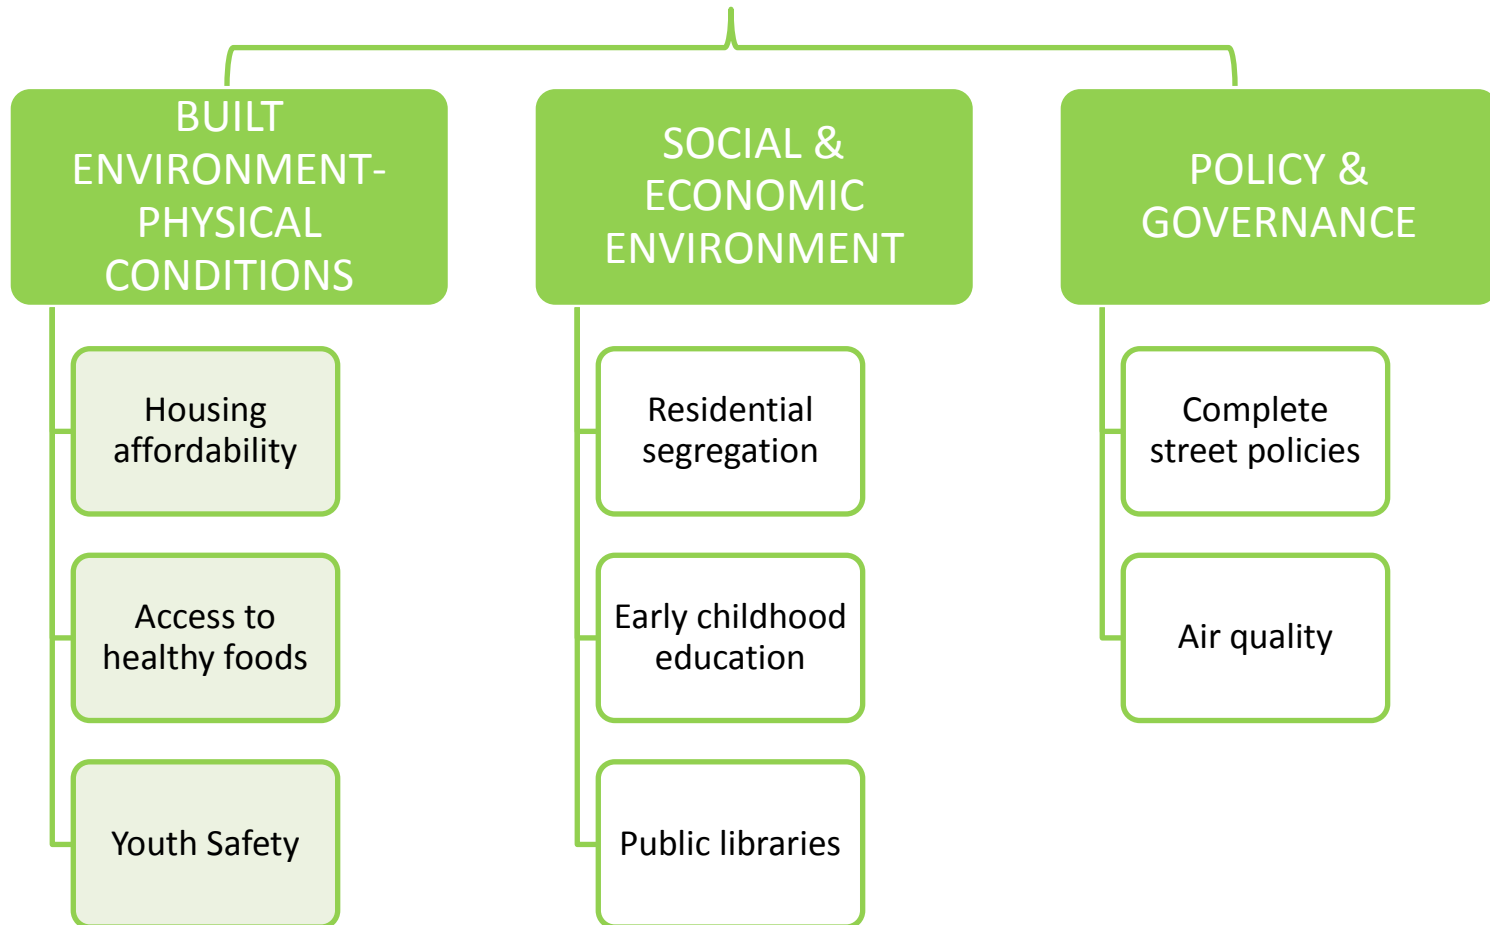 BUILT
ENVIRONMENT-
PHYSICAL
CONDITIONS
Housing
affordability
Access to
healthy foods
Youth Safety
SOCIAL &
ECONOMIC
ENVIRONMENT
Residential
segregation
Early childhood
education
Public libraries
POLICY &
GOVERNANCE
Complete
street policies
Air quality